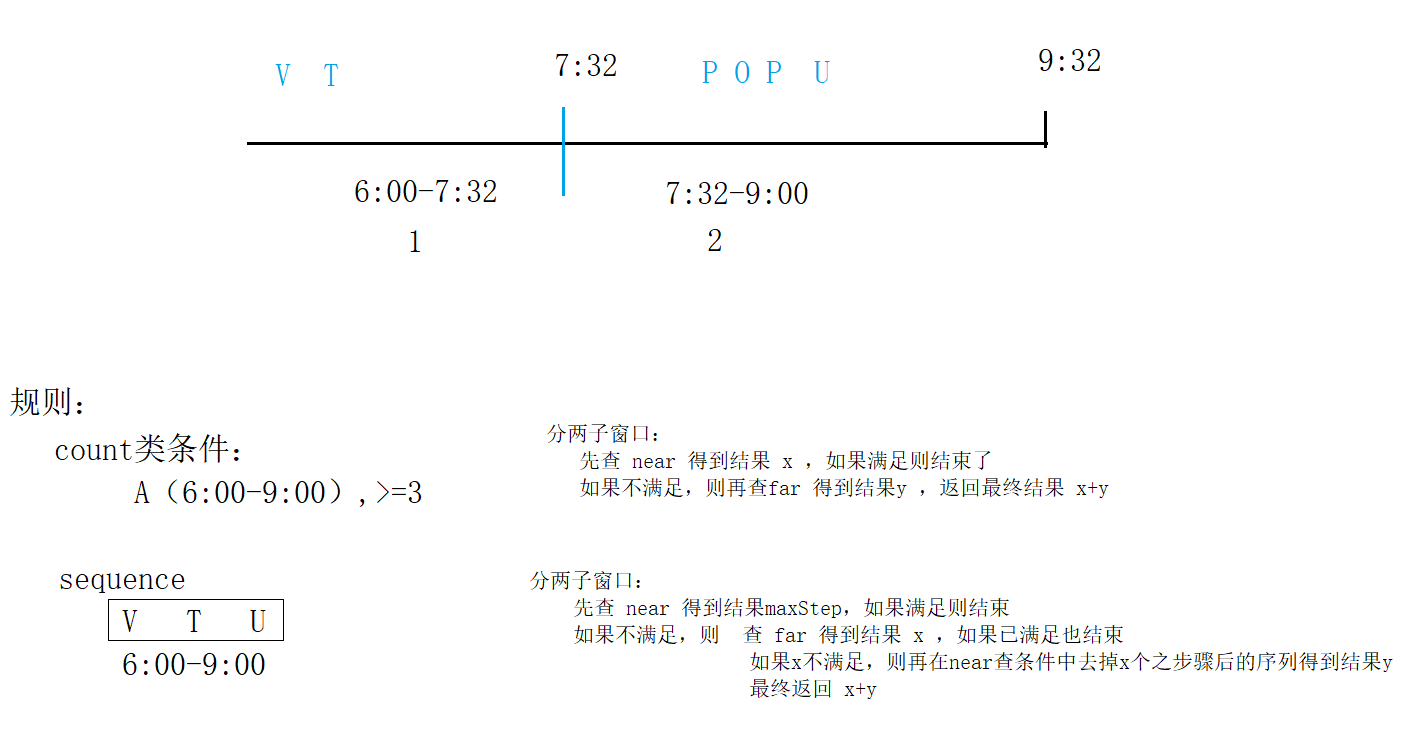 V T
7:32
P O P U
9:32
6:00-7:32
7:32-9:00
1
2
规则：
count类条件：
A（6:00-9:00）,>=3
分两子窗口：
先查 near 得到结果 x ，如果满足则结束了
如果不满足，则再查far 得到结果y ，返回最终结果 x+y
sequence
V T U
6:00-9:00
分两子窗口：
先查 near 得到结果maxStep，如果满足则结束
如果不满足，则 查 far 得到结果 x ，如果已满足也结束
如果x不满足，则再在near查条件中去掉x个之步骤后的序列得到结果y
最终返回 x+y